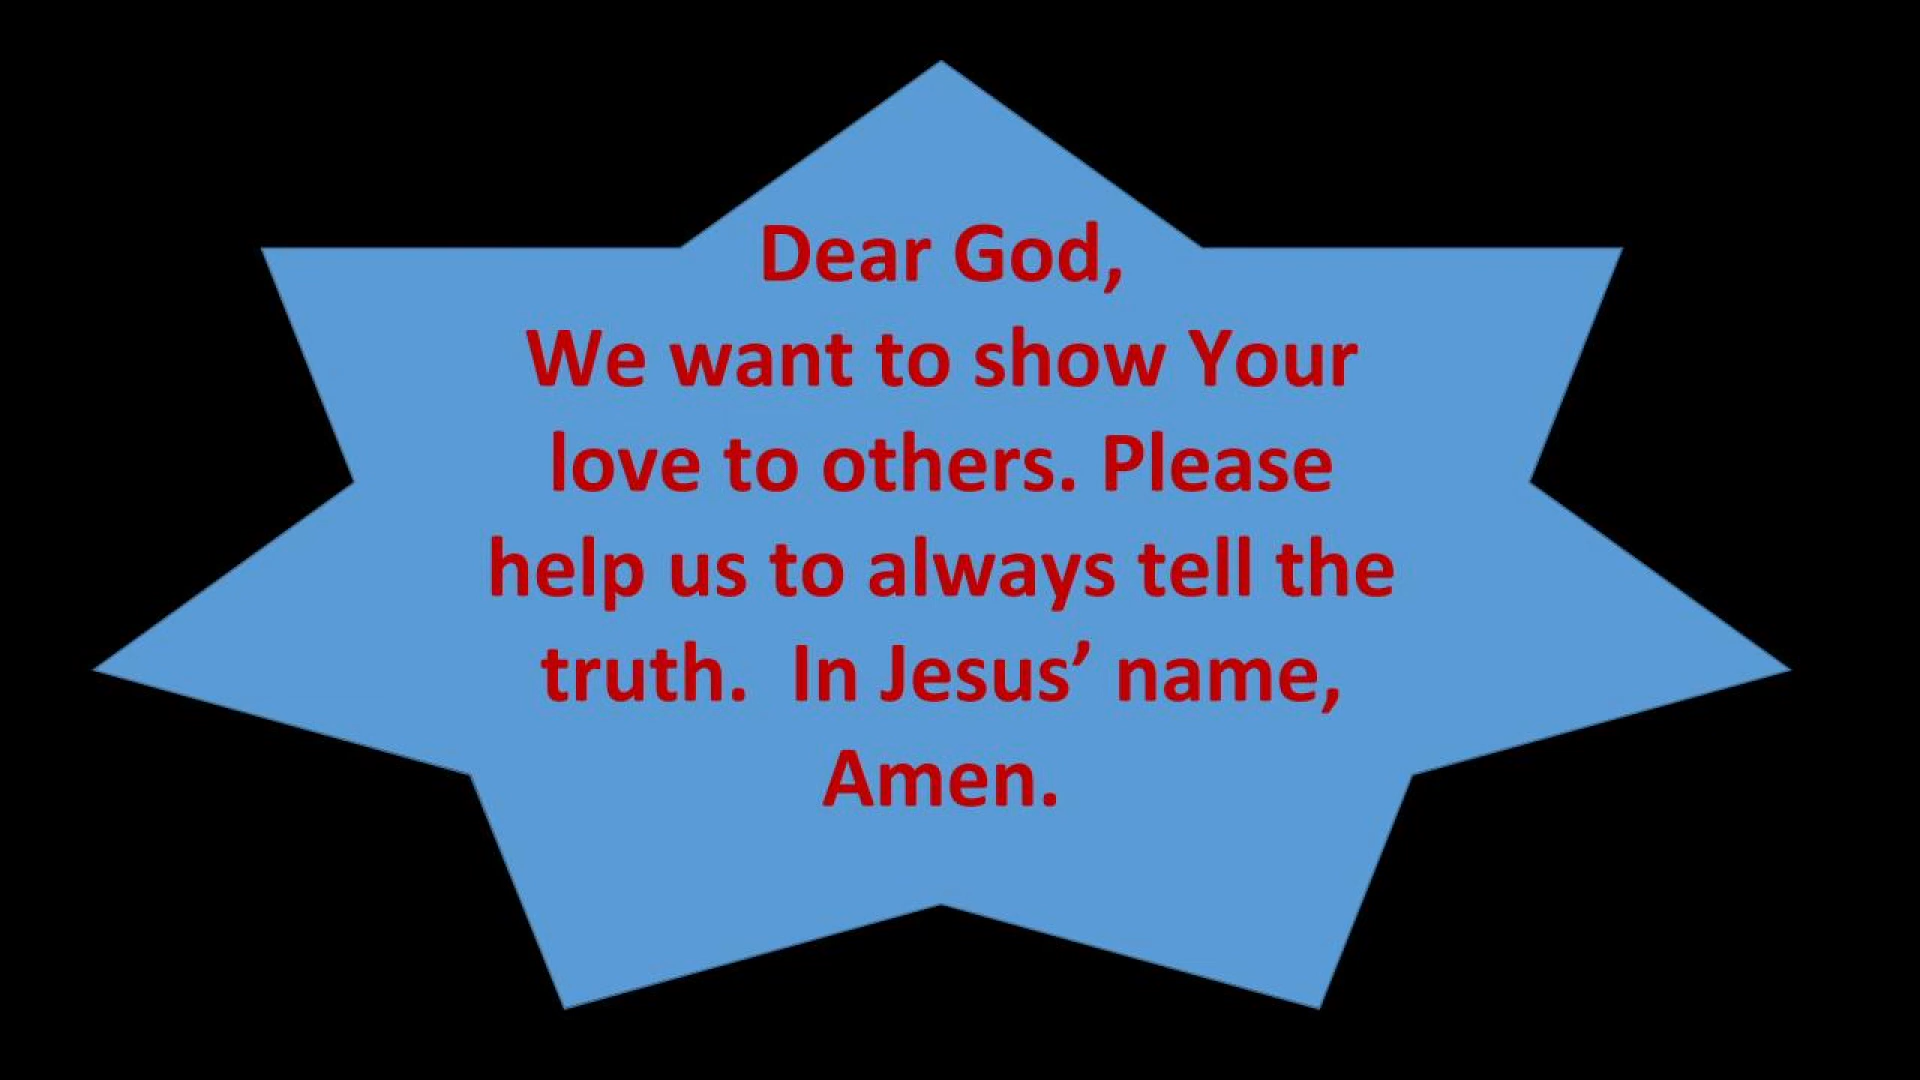 Dear God,
We want to show Your
love to others. Please
help us to always tell the
truth.  In Jesus’ name,
Amen.